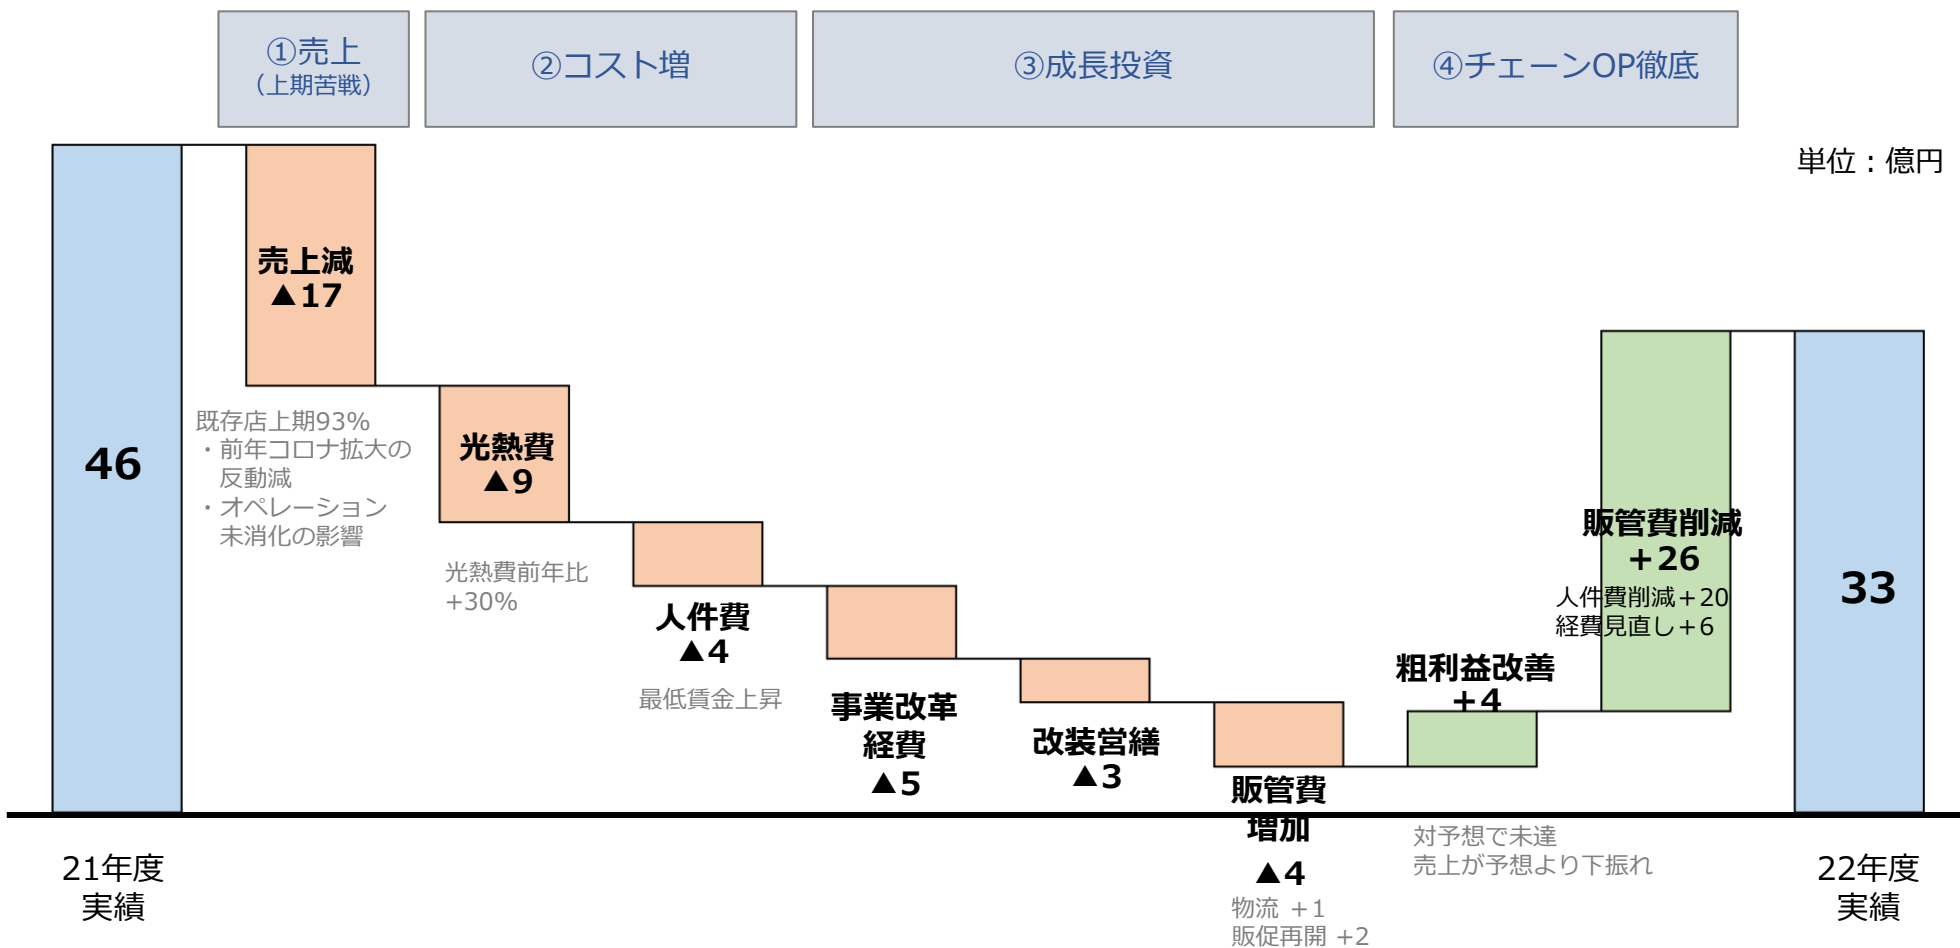 ①売上
（上期苦戦）
②コスト増
③成長投資
④チェーンOP徹底
単位：億円
46
売上減
▲17
既存店上期93%
・前年コロナ拡大の
反動減
・オペレーション
未消化の影響
光熱費
▲9
光熱費前年比
+30%
人件費
▲4
最低賃金上昇
事業改革
経費
▲5
改装営繕
▲3
販管費
増加
▲4
物流 ＋1
販促再開 +2
粗利益改善
＋4
対予想で未達
売上が予想より下振れ
販管費削減
＋26
人件費削減＋20
経費見直し＋6
33
21年度
実績
22年度
実績